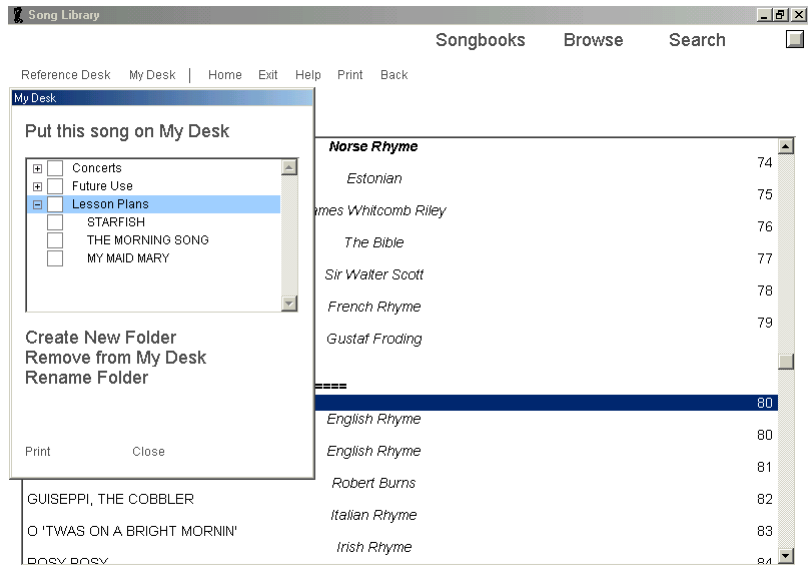 Song Library
Songbooks Browse Search
Reference Desk My Desk | Home Exit Help Print Back
My Desk
Put this song on My Desk
Concerts
Future Use
Lesson Plans
STARFISH
THE MORNING SONG
MY MAID MARY
Create New Folder
Remove from My Desk
Rename Folder
Print Close
Norse Rhyme
74
Estonian
75
Whitcomb Riley
76
The Bible
77
Sir Walter Scott
78
French Rhyme
79
Gustaf Froding
====
80
English Rhyme
80
English Rhyme
81
Robert Burns
GUISEPPI, THE COBBLER 82
Italian Rhyme
O 'TWAS ON A BRIGHT MORNIN' 83
Irish Rhyme
ROSY ROSY 84